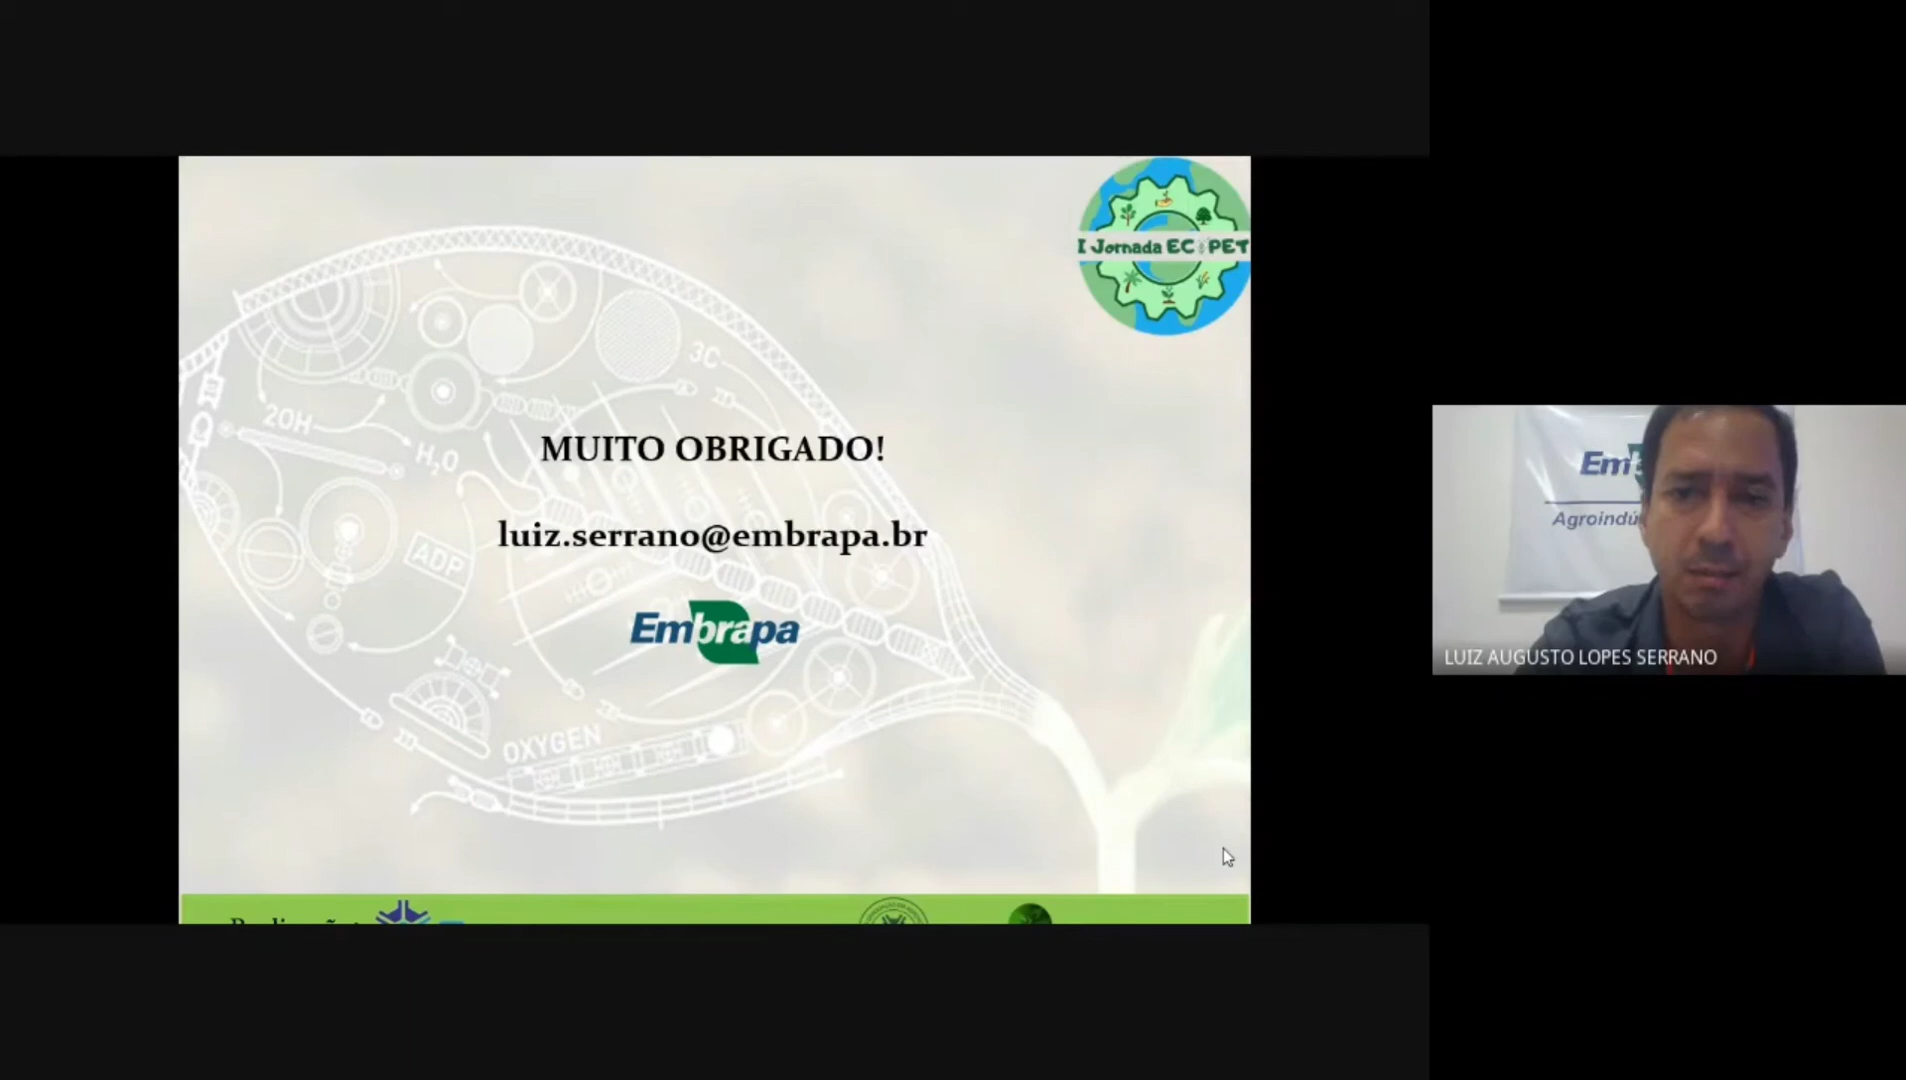 I Jornada EC PET
3C
2OH
H₂O
MUITO OBRIGADO!
luiz.serrano@embrapa.br
ADP
Embrapa
OXYGEN
Em
Agroindú
LUIZ AUGUSTO LOPES SERRANO